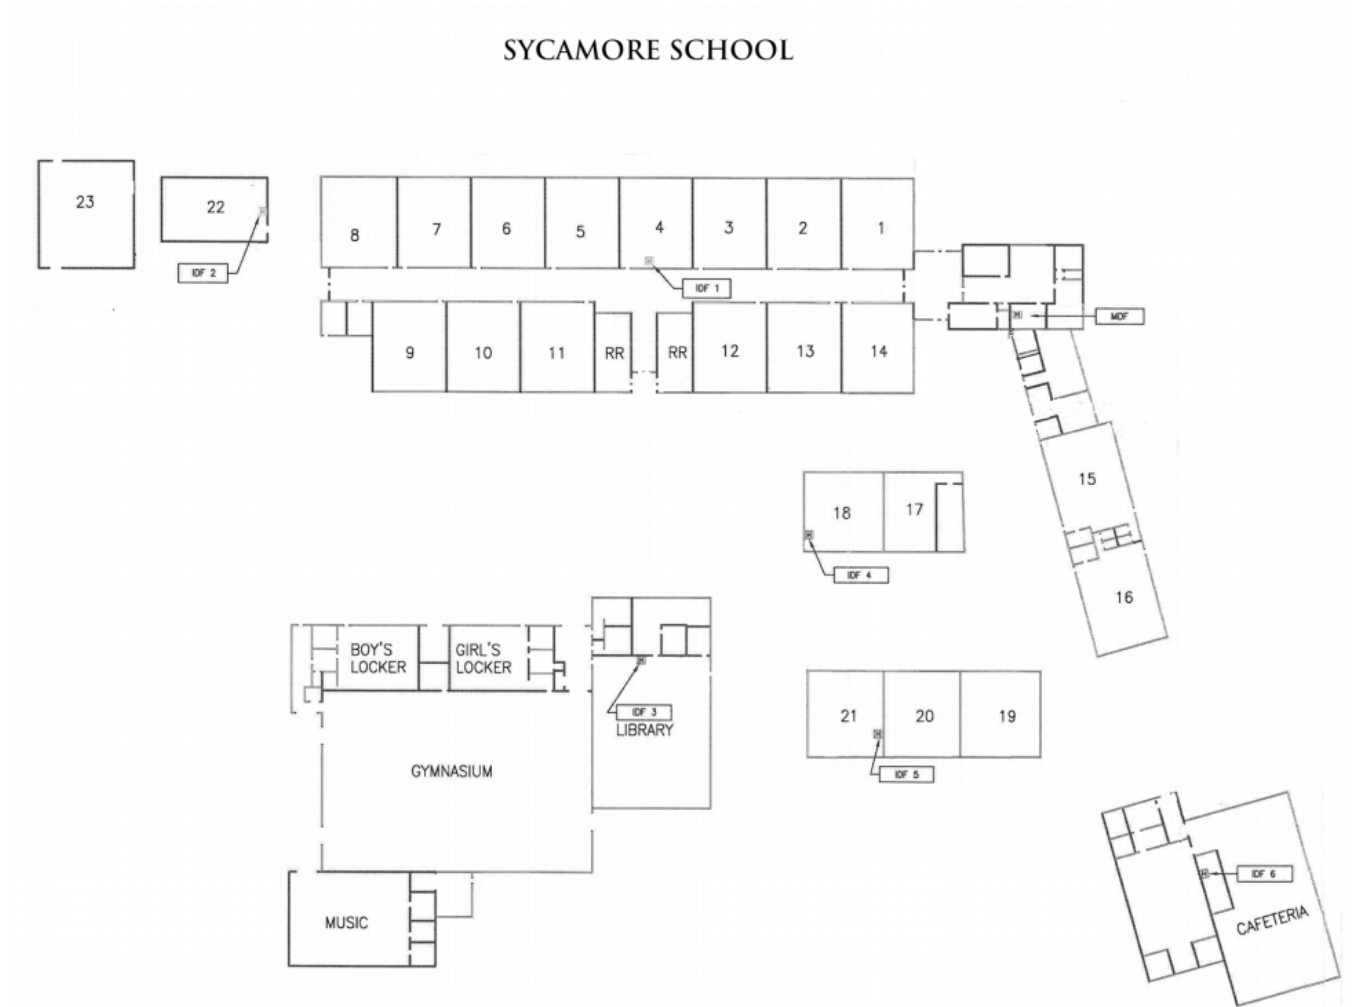 SYCAMORE SCHOOL
23
22
IDF 2
8
7
6
5
4
3
2
1
IDF 1
MDF
9
10
11
RR
RR
12
13
14
15
16
18
17
IDF 4
BOY'S
LOCKER
GIRL'S
LOCKER
IDF 3
LIBRARY
GYMNASIUM
21
20
19
IDF 5
MUSIC
IDF 6
CAFETERIA
H
H
H
H
H
H
H